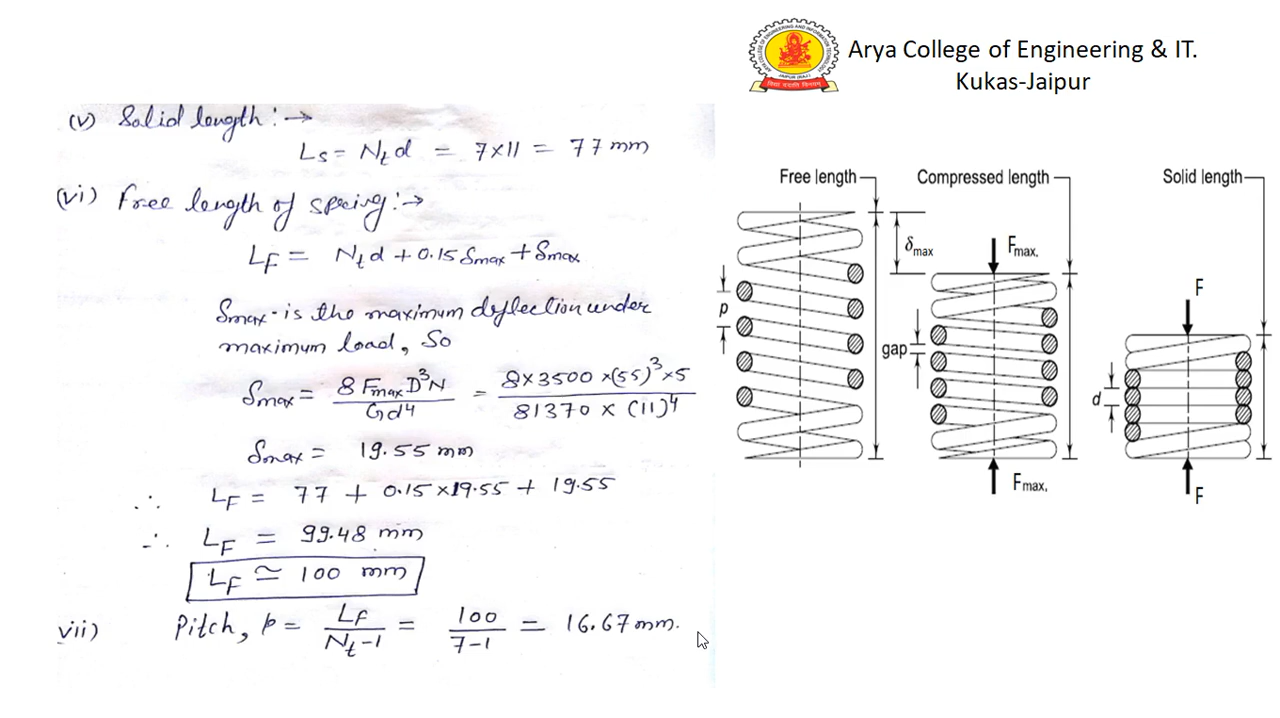 Arya College of Engineering & IT.
Kukas-Jaipur
(v) Solid length :→
Ls = Nt d = 7×11 = 77 mm
(vi) Free length of spring :→
LF = Nt d + 0.15 δmax + δmax
δmax - is the maximum deflection under
maximum load, So
δmax = 8 Fmax D³N / Gd⁴ = 8×3500×(55)³×5 / 81370 × (11)⁴
δmax = 19.55 mm
∴ LF = 77 + 0.15×19.55 + 19.55
∴ LF = 99.48 mm
LF ≃ 100 mm
vii) Pitch, p = LF / Nt-1 = 100 / 7-1 = 16.67 mm.
Free length
Compressed length
Solid length
δmax
Fmax.
F
p
gap
d
Fmax.
F